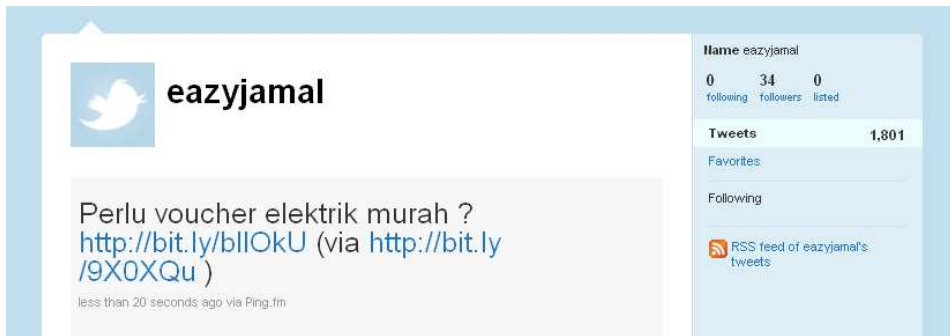 eazyjamal
Perlu voucher elektrik murah ?
http://bit.ly/bIIOkU (via http://bit.ly
/9X0XQu )
less than 20 seconds ago via Ping.fm
Name eazyjamal
0 34 0
following followers listed
Tweets 1,801
Favorites
Following
RSS feed of eazyjamal's
tweets